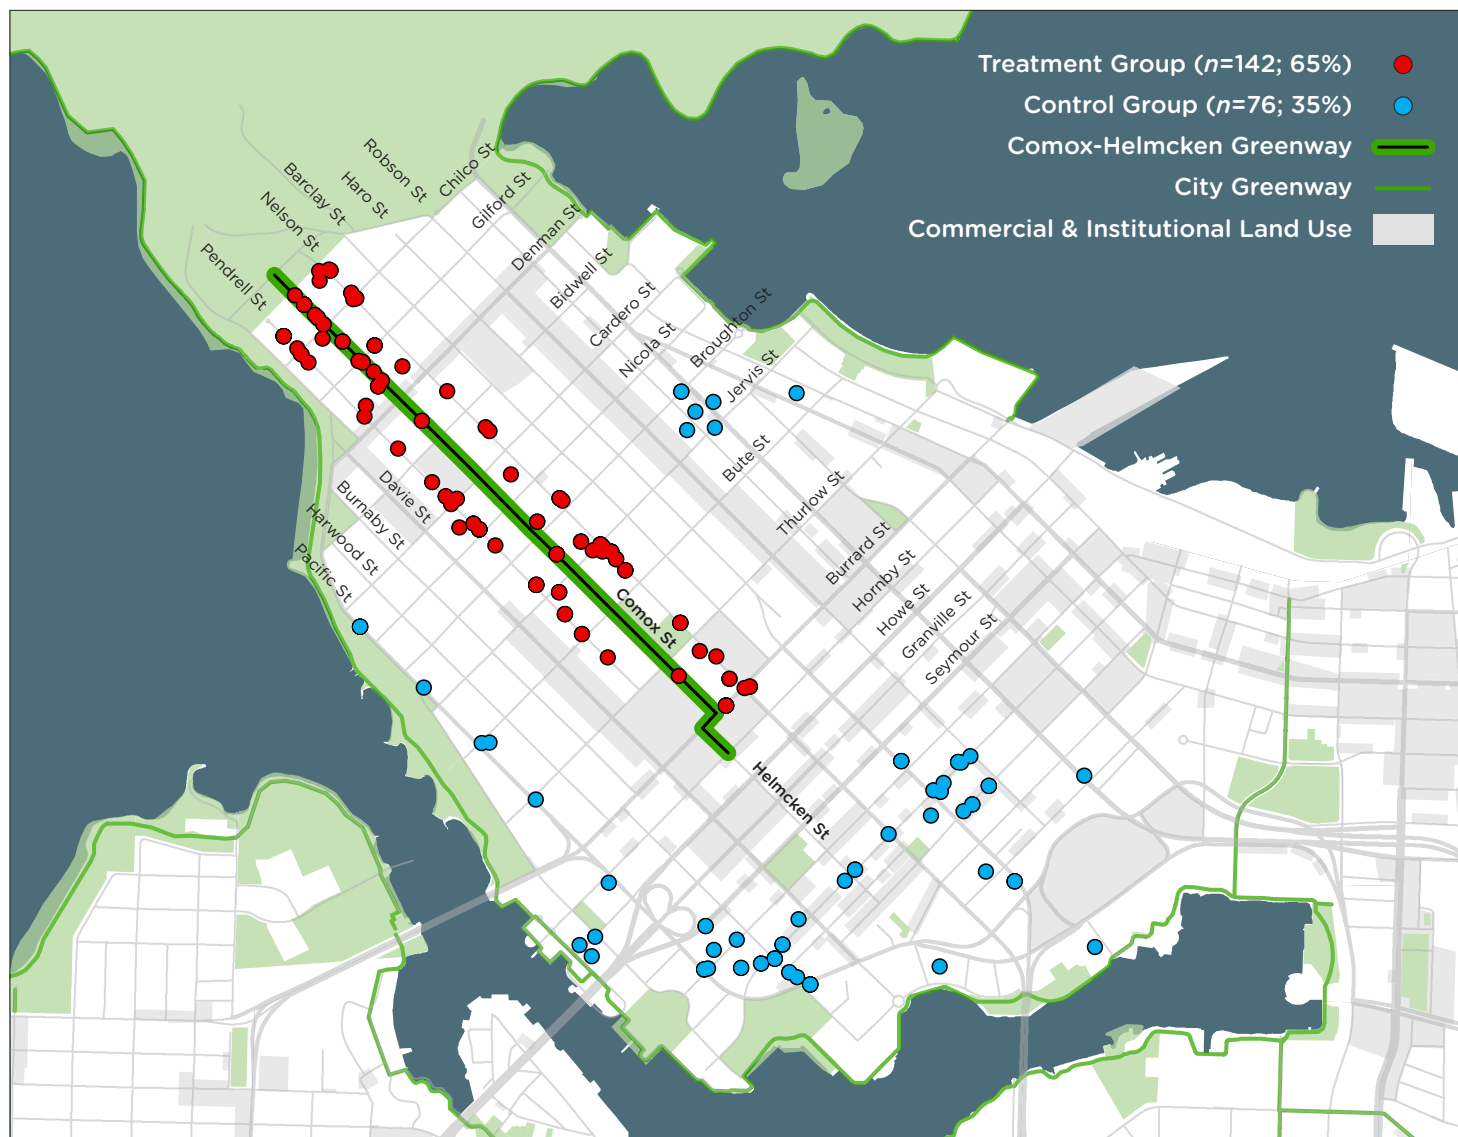 Treatment Group (n=142; 65%)
Control Group (n=76; 35%)
Comox-Helmcken Greenway
City Greenway
Commercial & Institutional Land Use
Chilco St
Robson St
Gilford St
Haro St
Barclay St
Denman St
Nelson St
Bidwell St
Pendrell St
Cardero St
Broughton St
Nicola St
Jervis St
Bute St
Davie St
Thurlow St
Burnaby St
Harwood St
Burrard St
Pacific St
Hornby St
Howe St
Comox St
Granville St
Seymour St
Helmcken St